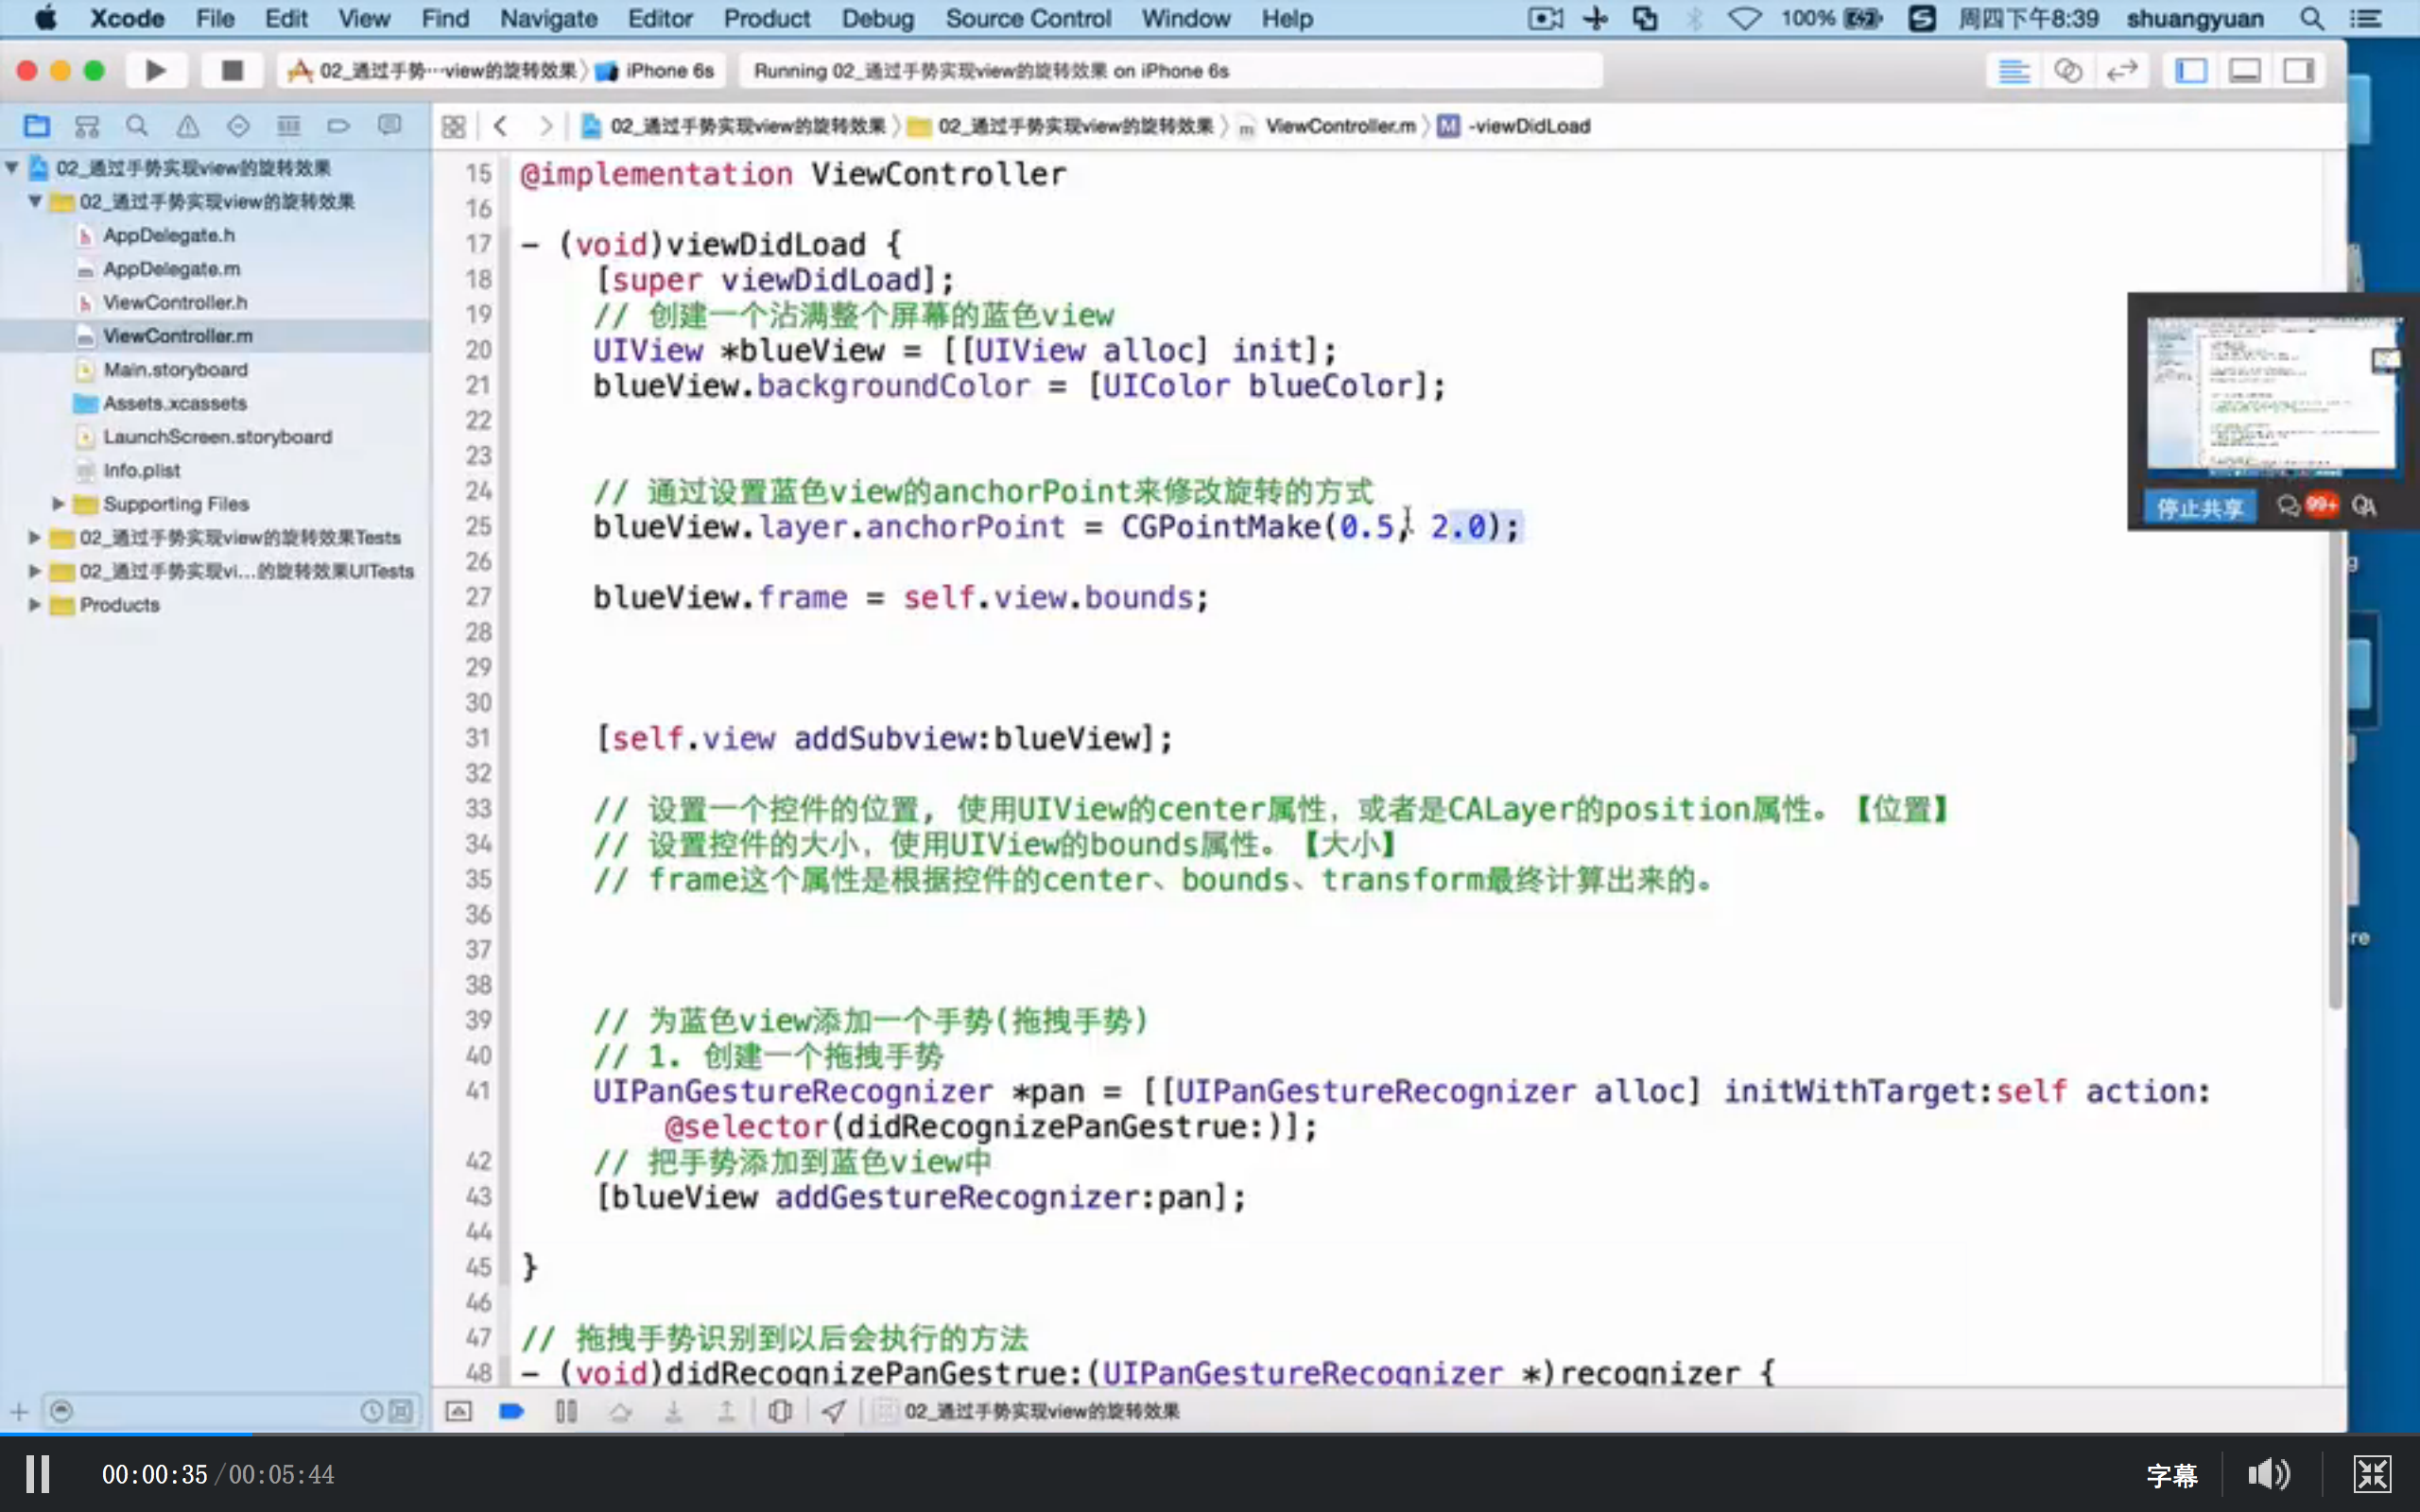 Xcode File Edit View Find Navigate Editor Product Debug Source Control Window Help 100% 周四下午8:39 shuangyuan
02_通过手势…view的旋转效果 iPhone 6s Running 02_通过手势实现view的旋转效果 on iPhone 6s
02_通过手势实现view的旋转效果 02_通过手势实现view的旋转效果 ViewController.m M -viewDidLoad
02_通过手势实现view的旋转效果
02_通过手势实现view的旋转效果
AppDelegate.h
AppDelegate.m
ViewController.h
ViewController.m
Main.storyboard
Assets.xcassets
LaunchScreen.storyboard
Info.plist
Supporting Files
02_通过手势实现view的旋转效果Tests
02_通过手势实现vi...的旋转效果UITests
Products
15 @implementation ViewController
16
17 - (void)viewDidLoad {
18 [super viewDidLoad];
19 // 创建一个沾满整个屏幕的蓝色view
20 UIView *blueView = [[UIView alloc] init];
21 blueView.backgroundColor = [UIColor blueColor];
22
23
24 // 通过设置蓝色view的anchorPoint来修改旋转的方式
25 blueView.layer.anchorPoint = CGPointMake(0.5, 2.0);
26
27 blueView.frame = self.view.bounds;
28
29
30
31 [self.view addSubview:blueView];
32
33 // 设置一个控件的位置, 使用UIView的center属性，或者是CALayer的position属性。【位置】
34 // 设置控件的大小，使用UIView的bounds属性。【大小】
35 // frame这个属性是根据控件的center、bounds、transform最终计算出来的。
36
37
38
39 // 为蓝色view添加一个手势(拖拽手势)
40 // 1. 创建一个拖拽手势
41 UIPanGestureRecognizer *pan = [[UIPanGestureRecognizer alloc] initWithTarget:self action:
@selector(didRecognizePanGestrue:)];
42 // 把手势添加到蓝色view中
43 [blueView addGestureRecognizer:pan];
44
45 }
46
47 // 拖拽手势识别到以后会执行的方法
48 - (void)didRecognizePanGestrue:(UIPanGestureRecognizer *)recognizer {
停止共享 99+
02_通过手势实现view的旋转效果
00:00:35/00:05:44 字幕